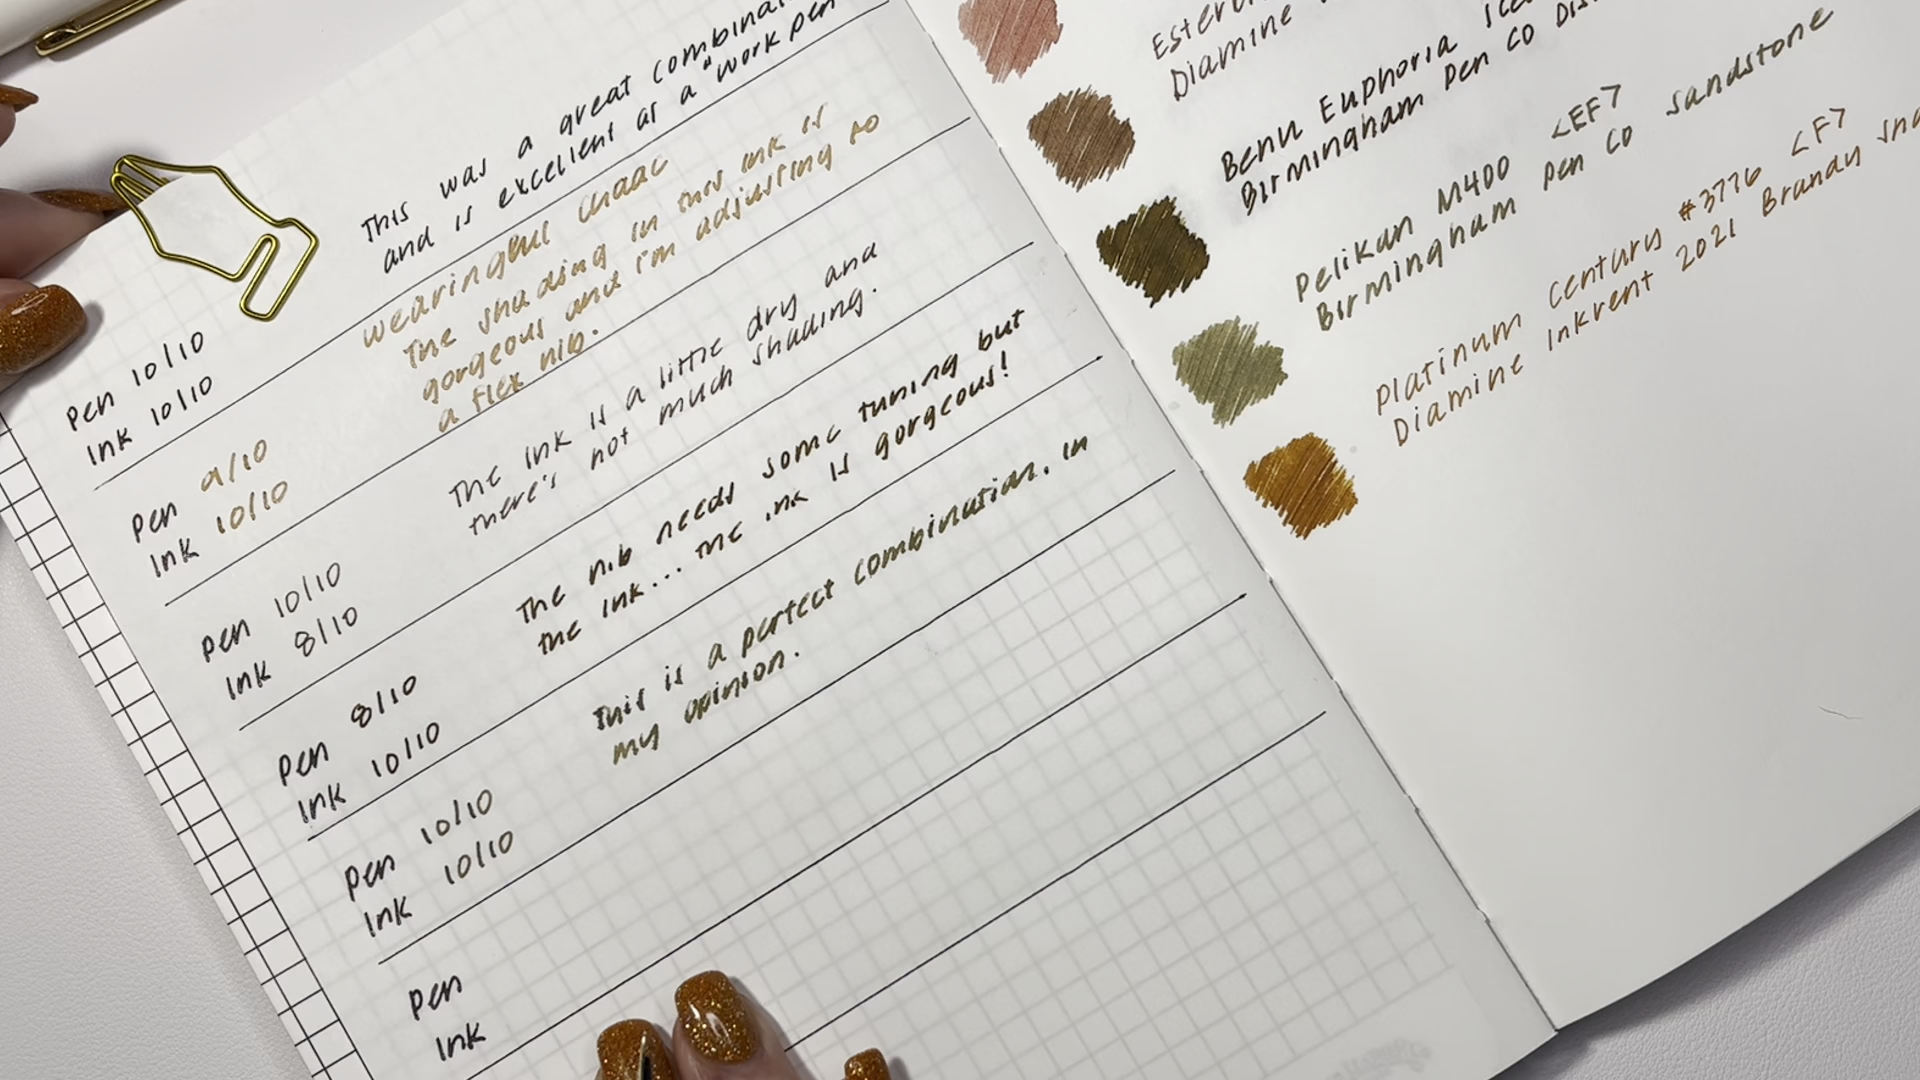 This was a great
and is excellent as a "work pen
Pen 10/10
Ink 10/10
wearingeul
The shading in this ink is
gorgeous and i'm adjusting to
a flex nib.
Pen 9/10
Ink 10/10
The ink is a little dry and
there's not much shading.
Pen 10/10
Ink 8/10
The nib needs some tuning but
the ink... the ink is gorgeous!
Pen 8/10
Ink 10/10
This is a perfect combination, in
my opinion.
Pen 10/10
Ink 10/10
Pen
Ink
Diamine
Benu Euphoria
Birmingham Pen Co
Pelikan M400 <EF>
Birmingham Pen Co Sandstone
Platinum Century #3776 <F>
Diamine Inkvent 2021 Brandy